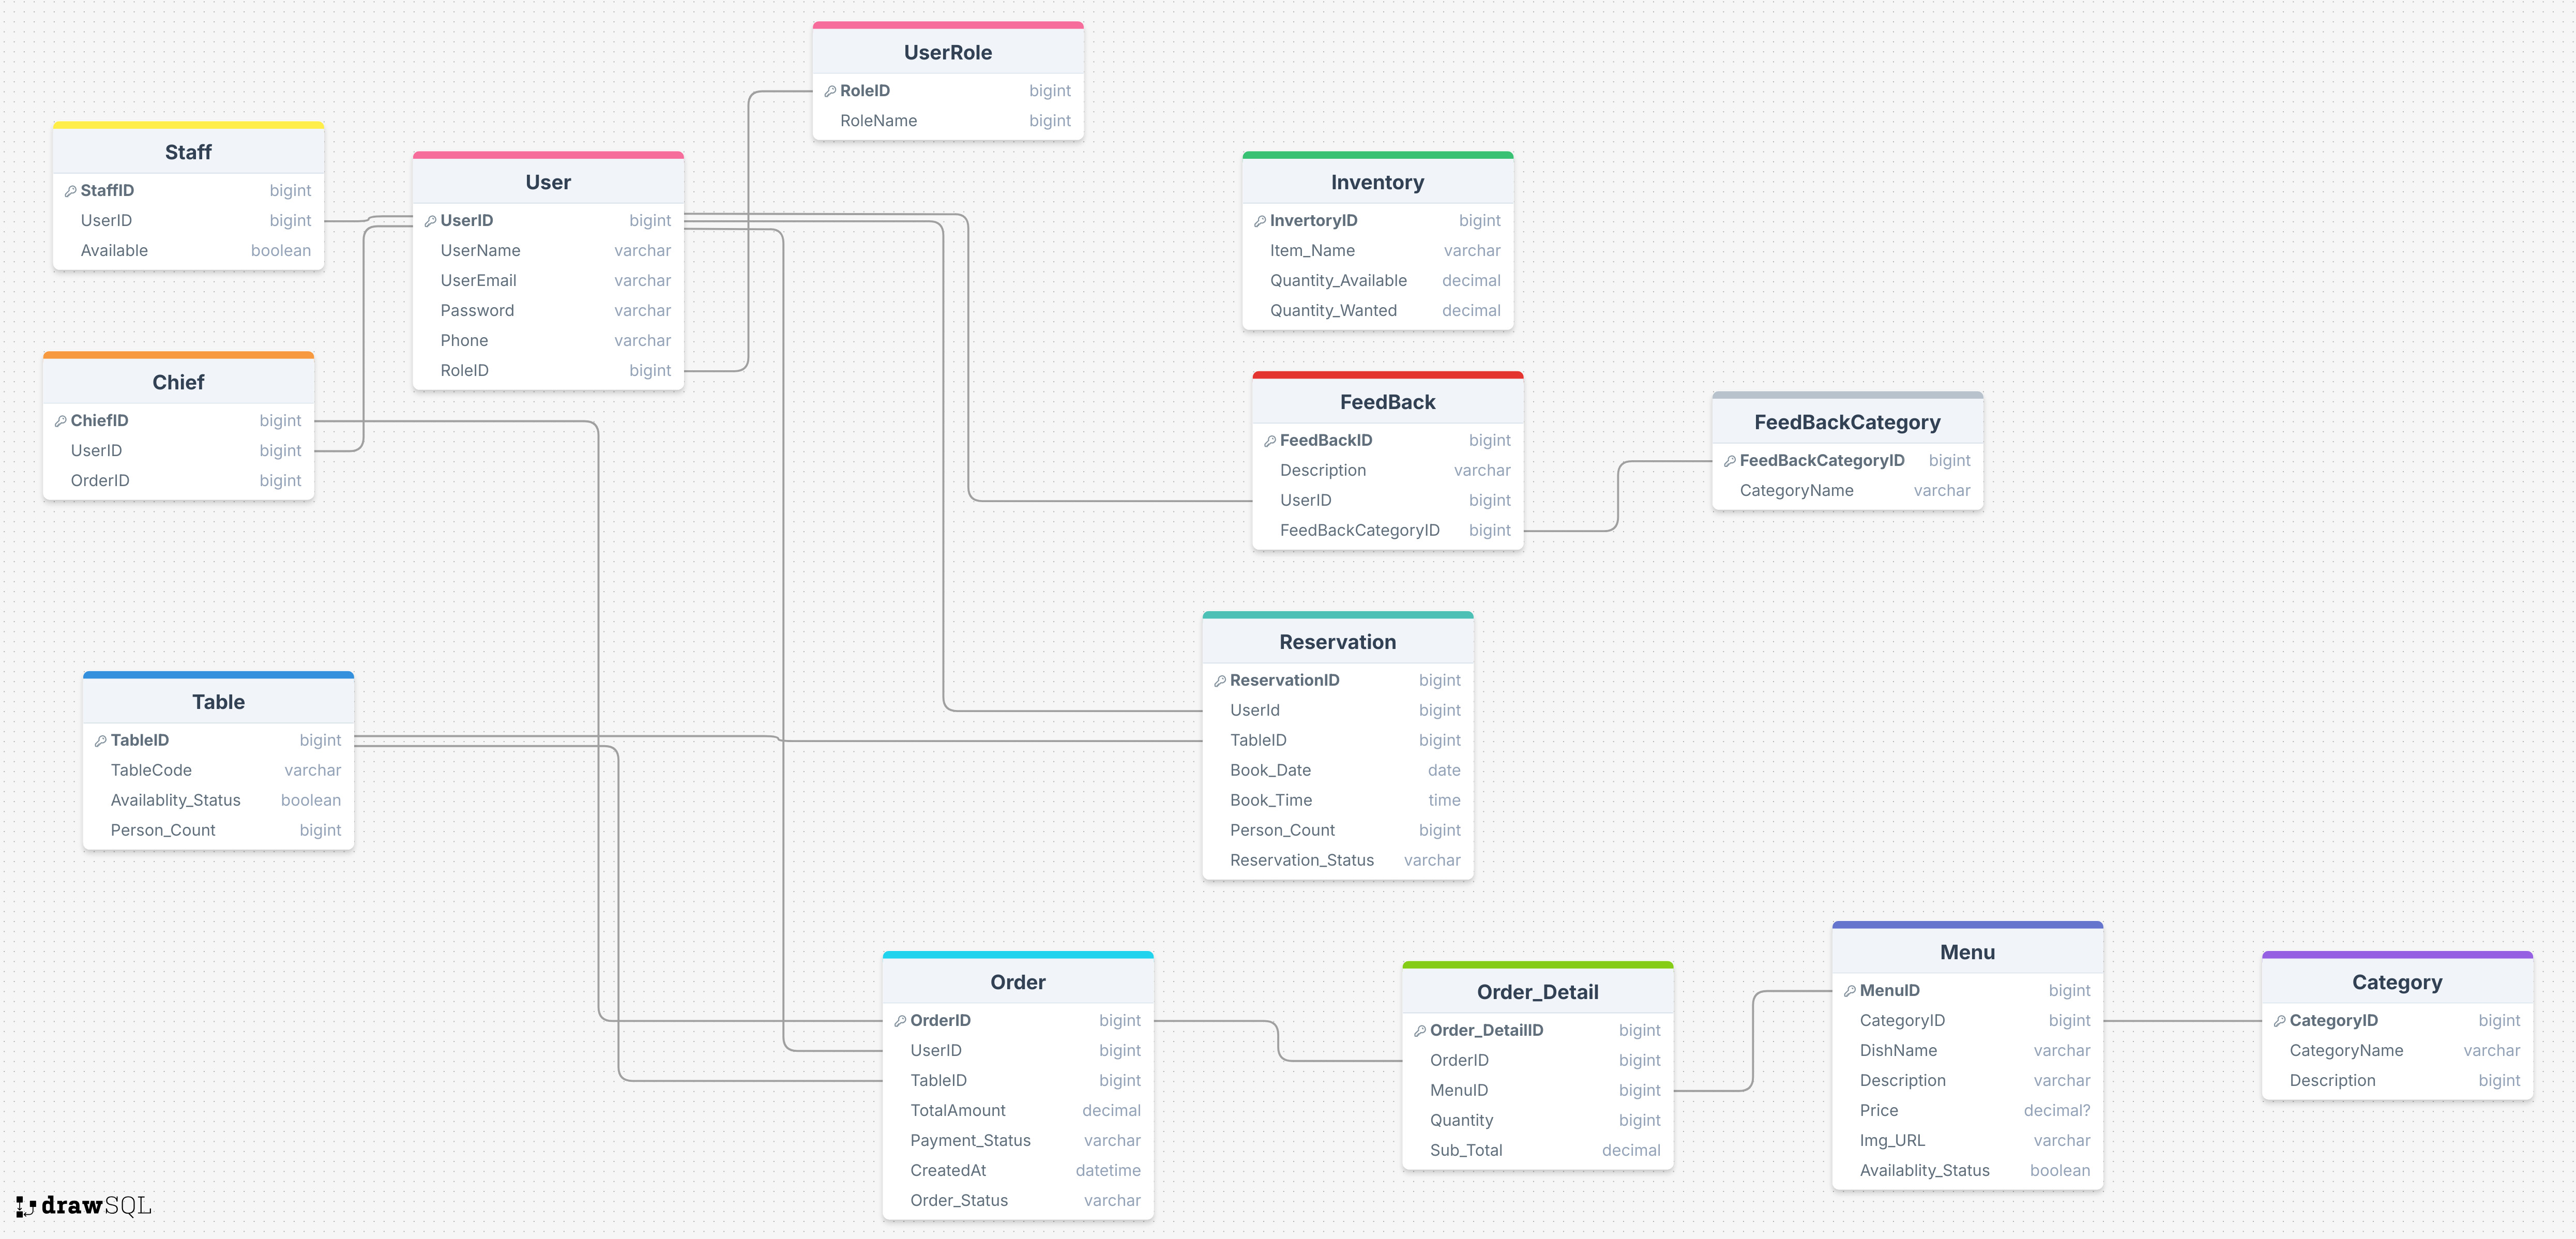 UserRole
RoleID bigint
RoleName bigint
Staff
StaffID bigint
UserID bigint
Available boolean
User
UserID bigint
UserName varchar
UserEmail varchar
Password varchar
Phone varchar
RoleID bigint
Inventory
InvertoryID bigint
Item_Name varchar
Quantity_Available decimal
Quantity_Wanted decimal
Chief
ChiefID bigint
UserID bigint
OrderID bigint
FeedBack
FeedBackID bigint
Description varchar
UserID bigint
FeedBackCategoryID bigint
FeedBackCategory
FeedBackCategoryID bigint
CategoryName varchar
Reservation
ReservationID bigint
UserId bigint
TableID bigint
Book_Date date
Book_Time time
Person_Count bigint
Reservation_Status varchar
Table
TableID bigint
TableCode varchar
Availablity_Status boolean
Person_Count bigint
Order
OrderID bigint
UserID bigint
TableID bigint
TotalAmount decimal
Payment_Status varchar
CreatedAt datetime
Order_Status varchar
Order_Detail
Order_DetailID bigint
OrderID bigint
MenuID bigint
Quantity bigint
Sub_Total decimal
Menu
MenuID bigint
CategoryID bigint
DishName varchar
Description varchar
Price decimal?
Img_URL varchar
Availablity_Status boolean
Category
CategoryID bigint
CategoryName varchar
Description bigint
drawSQL